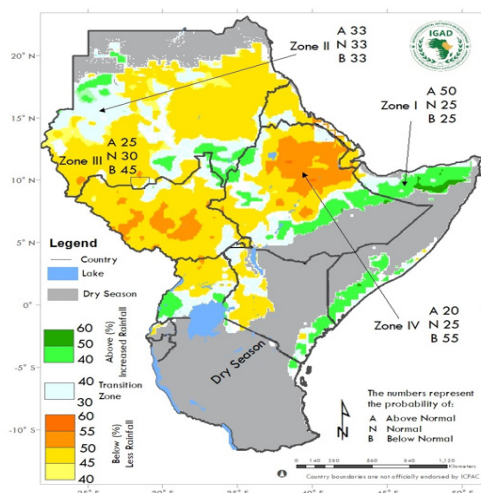 IGAD
A 33
Zone II N 33
B 33
A 50
Zone I N 25
B 25
A 25
Zone III N 30
B 45
A 20
Zone IV N 25
B 55
20° N
15° N
10° N
5° N
0°
-5° S
-10° S
Dry Season
Legend
Country
Lake
Dry Season
60
50
40
Above (%)
Increased Rainfall
40
30
Transition
Zone
60
55
50
45
40
Below (%)
Less Rainfall
The numbers represent
the probability of:
A Above Normal
N Normal
B Below Normal
N
Kilometers
Country boundaries are not officially endorsed by ICPAC